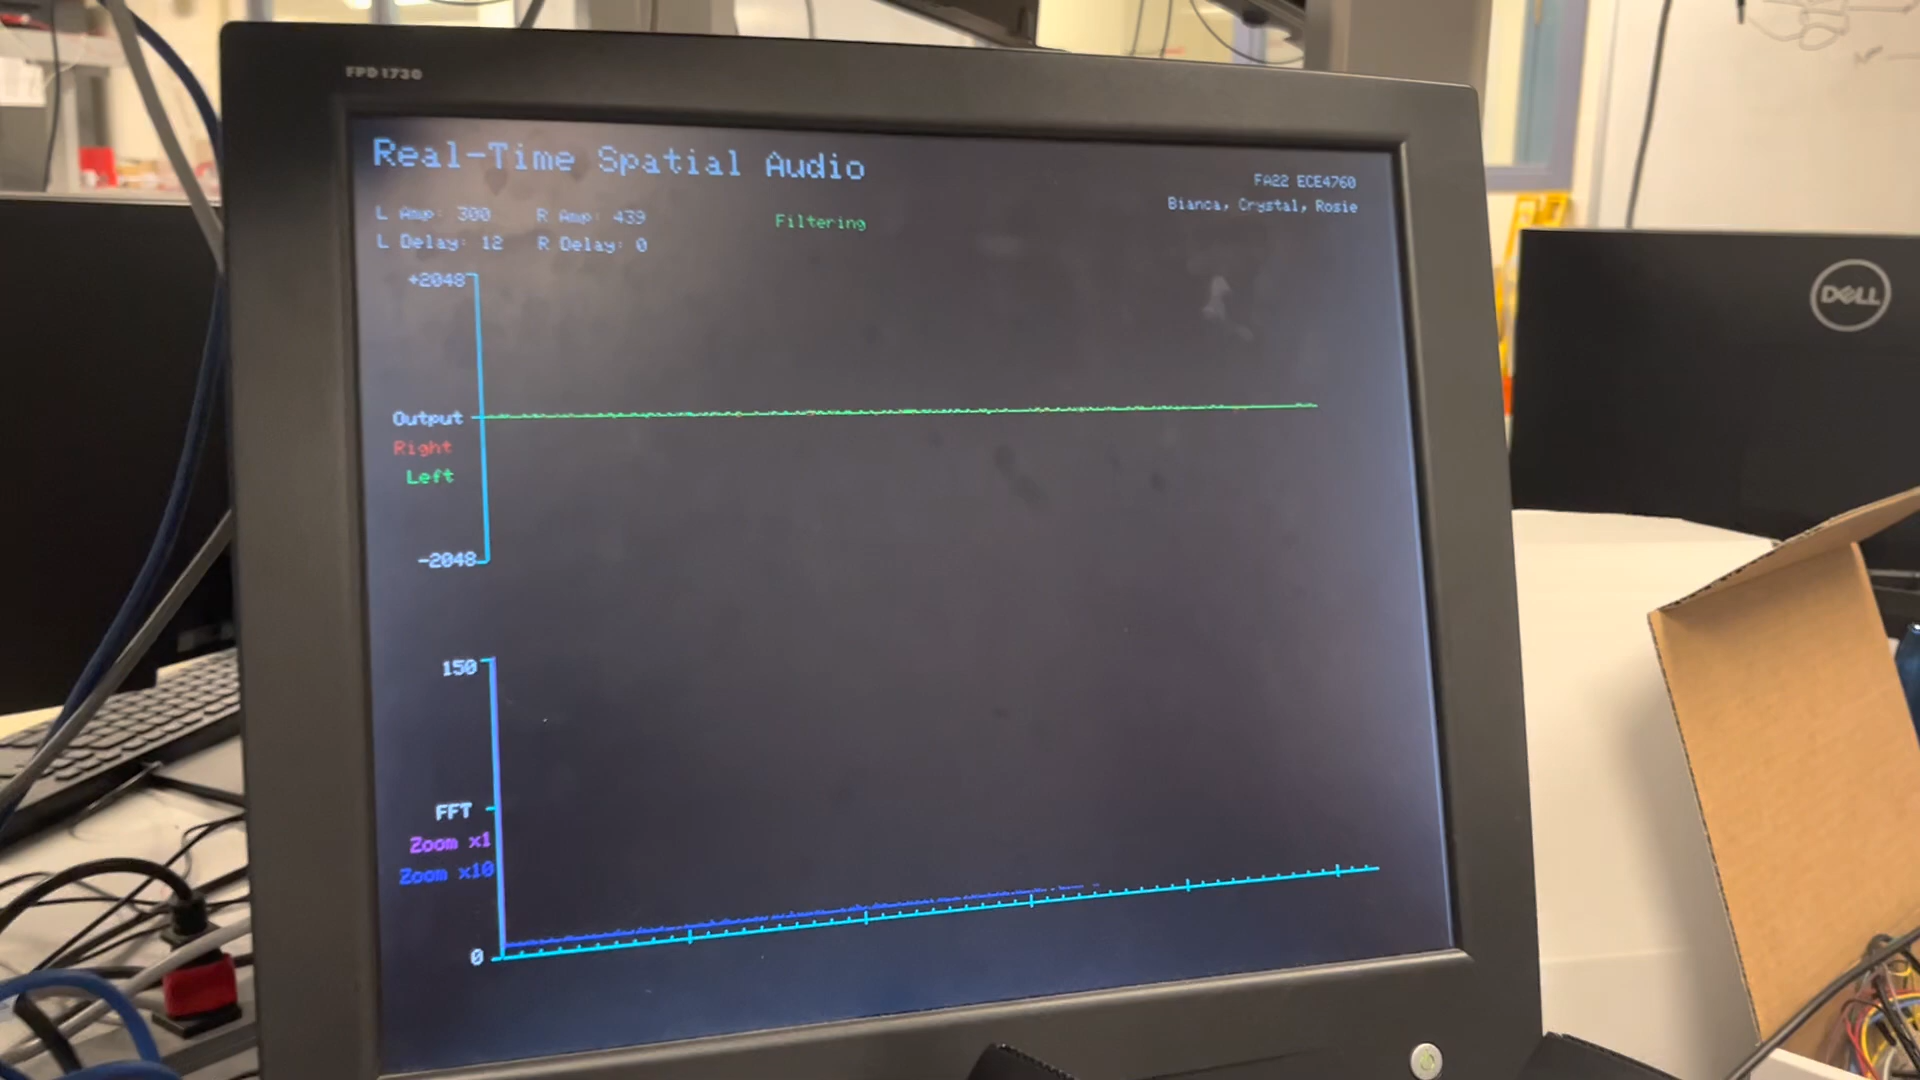 FPD1730
Real-Time Spatial Audio
FA22 ECE4760
Bianca, Crystal, Rosie
L Amp: 300 R Amp: 439
Filtering
L Delay: 12 R Delay: 0
+2048
Output
Right
Left
-2048
150
FFT
Zoom x1
Zoom x10
0
DELL